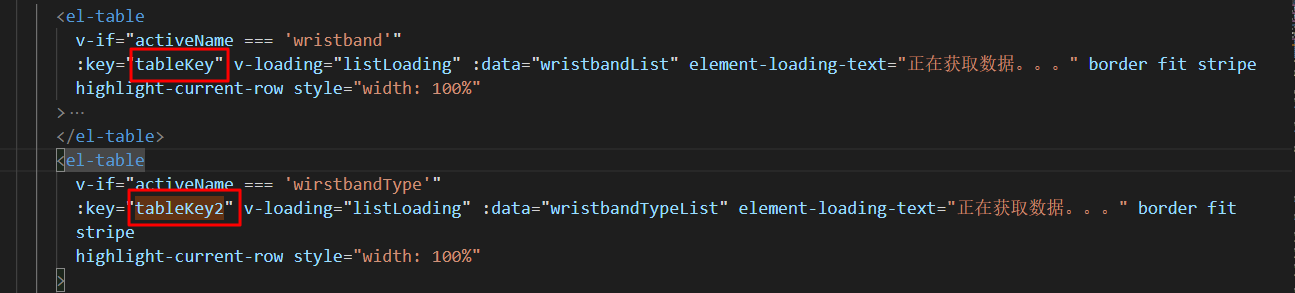 <el-table
v-if="activeName === 'wristband'"
:key="tableKey" v-loading="listLoading" :data="wristbandList" element-loading-text="正在获取数据。。。" border fit stripe
highlight-current-row style="width: 100%"
>…
</el-table>
<el-table
v-if="activeName === 'wirstbandType'"
:key="tableKey2" v-loading="listLoading" :data="wristbandTypeList" element-loading-text="正在获取数据。。。" border fit
stripe
highlight-current-row style="width: 100%"
>